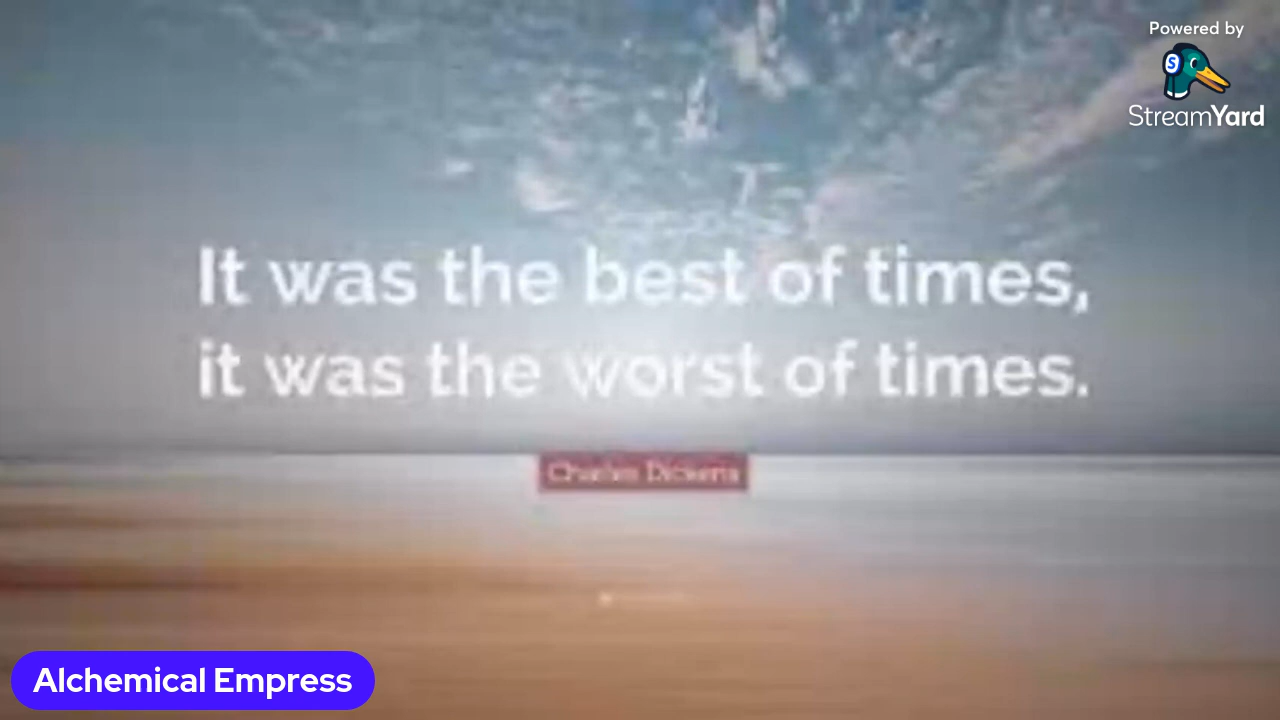 Powered by
StreamYard
It was the best of times,
it was the worst of times.
Charles Dickens
Alchemical Empress